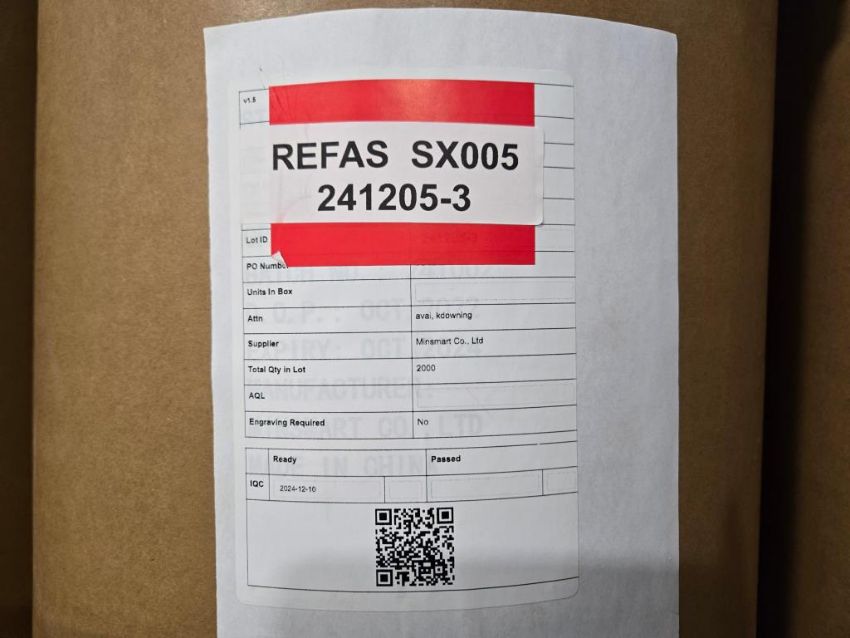 v1.5
REFAS SX005
241205-3
Lot ID
PO Number
Units In Box
Attn avai, kdowning
Supplier Minsmart Co., Ltd
Total Qty in Lot 2000
AQL
Engraving Required No
Ready Passed
IQC 2024-12-16